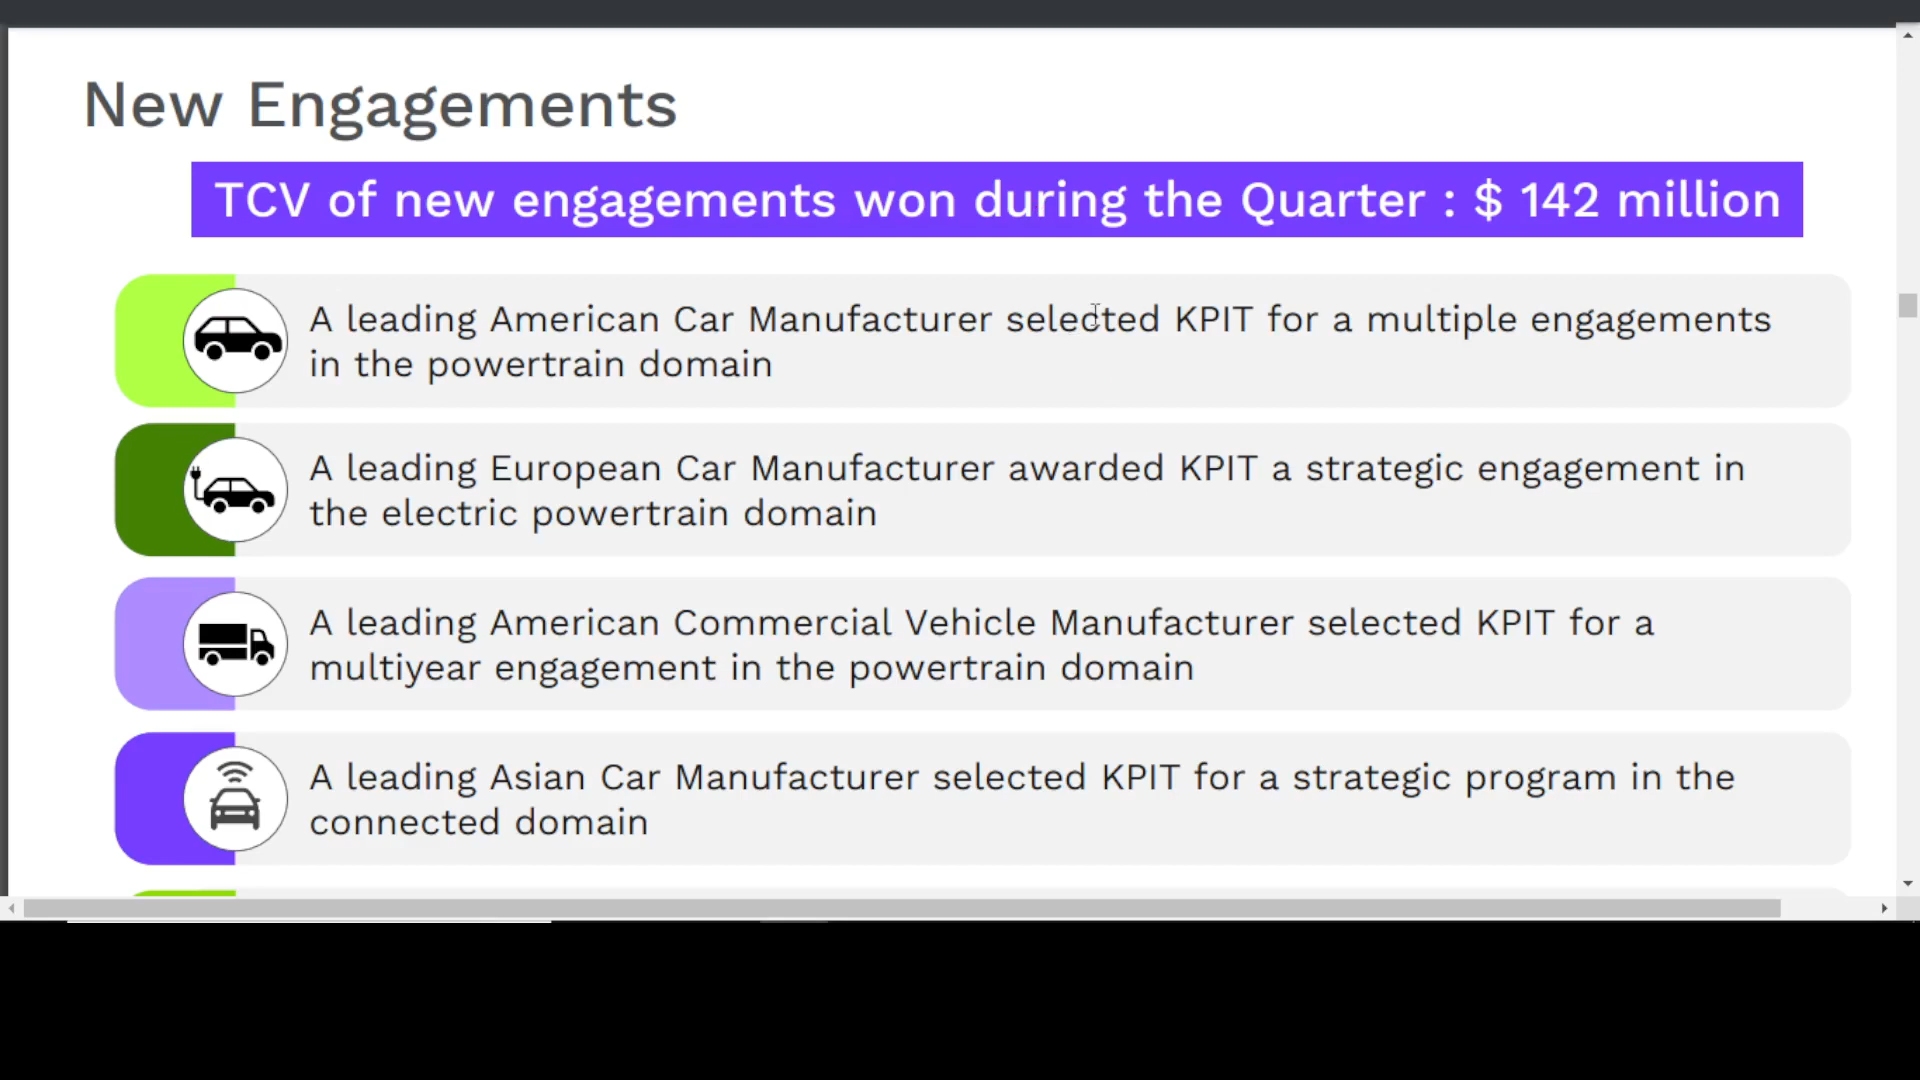 New Engagements
TCV of new engagements won during the Quarter : $ 142 million
A leading American Car Manufacturer selected KPIT for a multiple engagements
in the powertrain domain
A leading European Car Manufacturer awarded KPIT a strategic engagement in
the electric powertrain domain
A leading American Commercial Vehicle Manufacturer selected KPIT for a
multiyear engagement in the powertrain domain
A leading Asian Car Manufacturer selected KPIT for a strategic program in the
connected domain